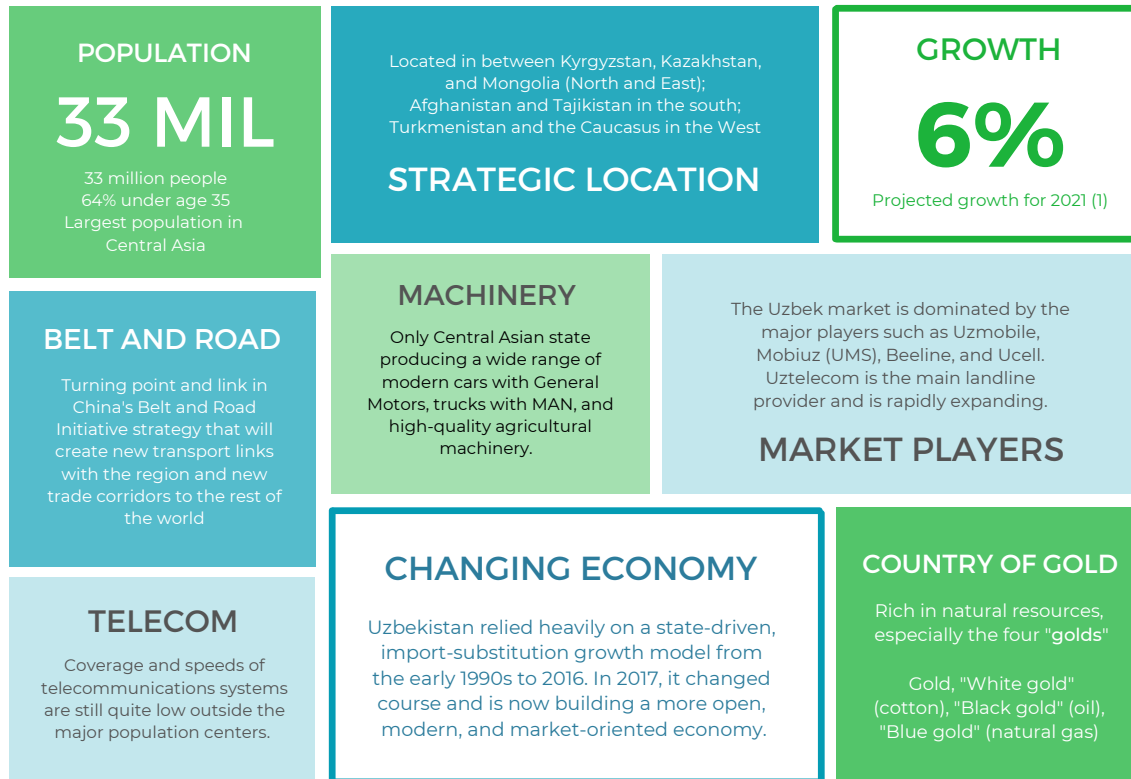 POPULATION
33 MIL
33 million people
64% under age 35
Largest population in
Central Asia
Located in between Kyrgyzstan, Kazakhstan,
and Mongolia (North and East);
Afghanistan and Tajikistan in the south;
Turkmenistan and the Caucasus in the West
STRATEGIC LOCATION
GROWTH
6%
Projected growth for 2021 (1)
BELT AND ROAD
Turning point and link in
China's Belt and Road
Initiative strategy that will
create new transport links
with the region and new
trade corridors to the rest of
the world
MACHINERY
Only Central Asian state
producing a wide range of
modern cars with General
Motors, trucks with MAN, and
high-quality agricultural
machinery.
The Uzbek market is dominated by the
major players such as Uzmobile,
Mobiuz (UMS), Beeline, and Ucell.
Uztelecom is the main landline
provider and is rapidly expanding.
MARKET PLAYERS
TELECOM
Coverage and speeds of
telecommunications systems
are still quite low outside the
major population centers.
CHANGING ECONOMY
Uzbekistan relied heavily on a state-driven,
import-substitution growth model from
the early 1990s to 2016. In 2017, it changed
course and is now building a more open,
modern, and market-oriented economy.
COUNTRY OF GOLD
Rich in natural resources,
especially the four "golds"
Gold, "White gold"
(cotton), "Black gold" (oil),
"Blue gold" (natural gas)